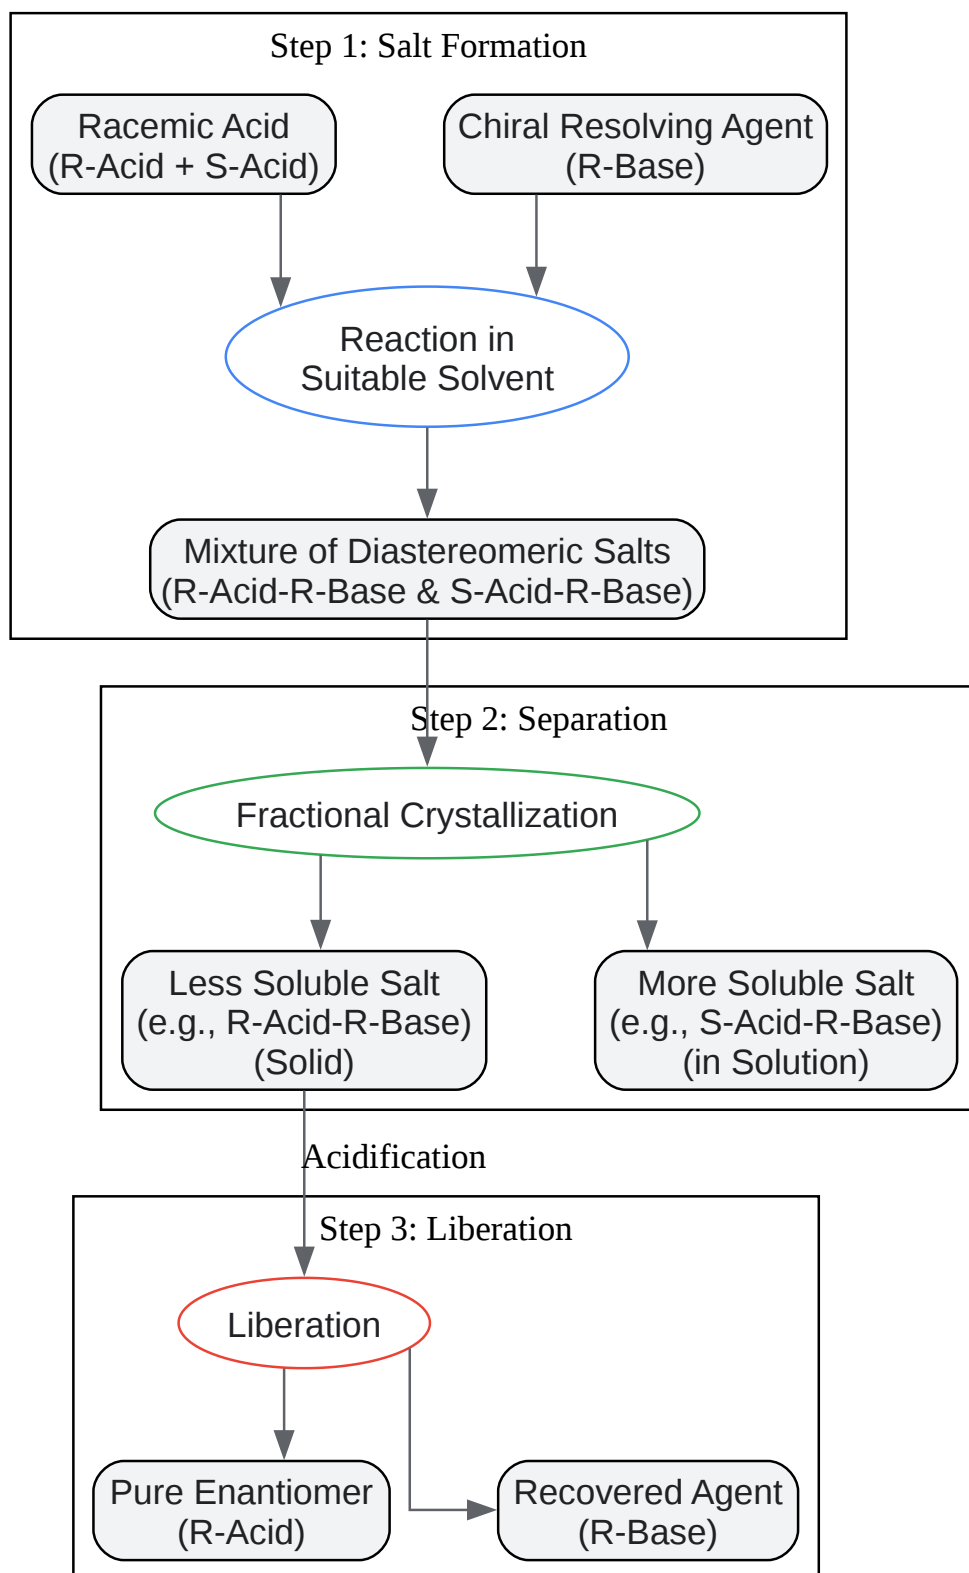 Step 1: Salt Formation
Racemic Acid
(R-Acid + S-Acid)
Chiral Resolving Agent
(R-Base)
Reaction in
Suitable Solvent
Mixture of Diastereomeric Salts
(R-Acid-R-Base & S-Acid-R-Base)
Step 2: Separation
Fractional Crystallization
Less Soluble Salt
(e.g., R-Acid-R-Base)
(Solid)
More Soluble Salt
(e.g., S-Acid-R-Base)
(in Solution)
Acidification
Step 3: Liberation
Liberation
Pure Enantiomer
(R-Acid)
Recovered Agent
(R-Base)